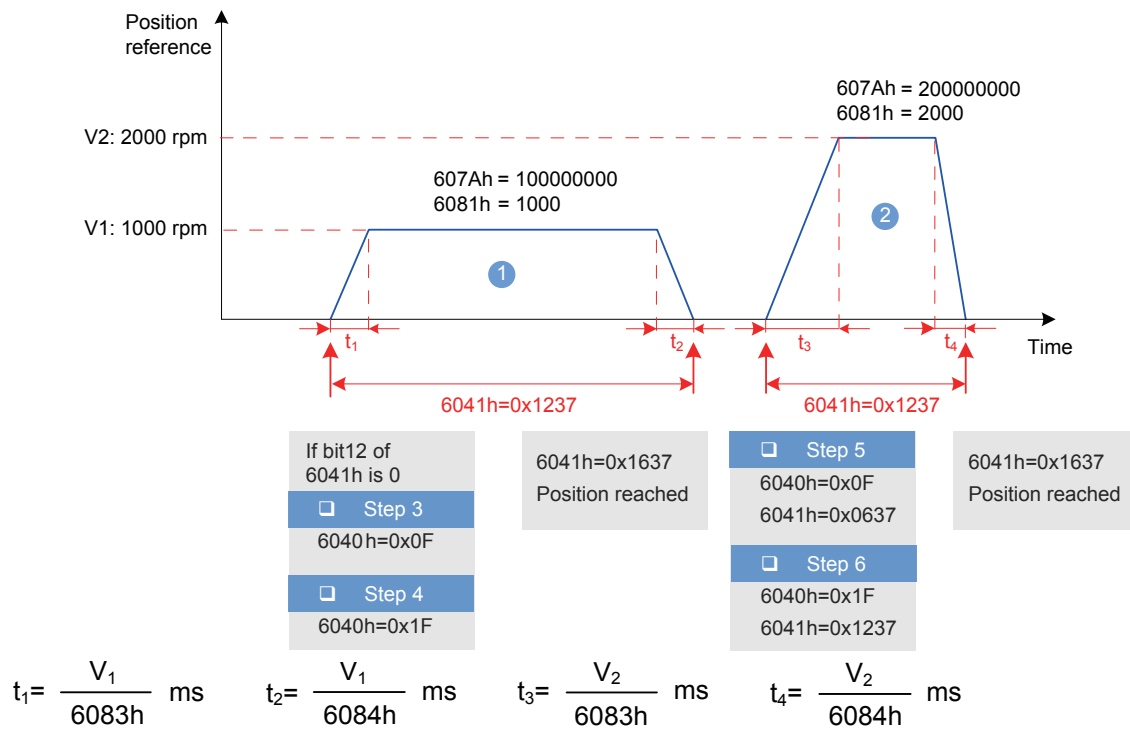 Position
reference
607Ah = 200000000
6081h = 2000
V2: 2000 rpm
607Ah = 100000000
6081h = 1000
V1: 1000 rpm
2
1
t1
t2
t3
t4
Time
6041h=0x1237
6041h=0x1237
If bit12 of
6041h is 0
❑ Step 3
6040h=0x0F
❑ Step 4
6040h=0x1F
6041h=0x1637
Position reached
❑ Step 5
6040h=0x0F
6041h=0x0637
❑ Step 6
6040h=0x1F
6041h=0x1237
6041h=0x1637
Position reached
t1= V1 / 6083h ms
t2= V1 / 6084h ms
t3= V2 / 6083h ms
t4= V2 / 6084h ms